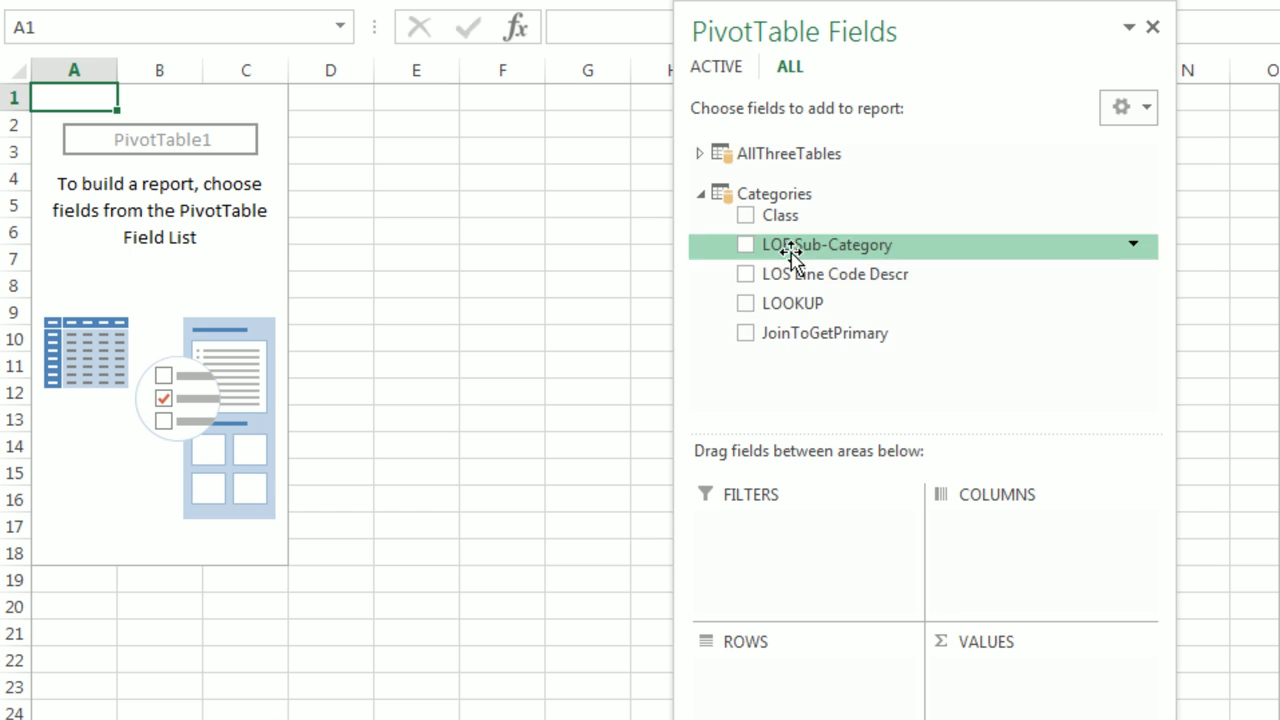 A1
fx
PivotTable Fields
ACTIVE ALL
Choose fields to add to report:
AllThreeTables
Categories
Class
Sub-Category
LOS Line Code Descr
LOOKUP
JoinToGetPrimary
Drag fields between areas below:
FILTERS
COLUMNS
ROWS
Σ VALUES
A B C D E F G H N O
1
2
3
4
5
6
7
8
9
10
11
12
13
14
15
16
17
18
19
20
21
22
23
24
PivotTable1
To build a report, choose
fields from the PivotTable
Field List